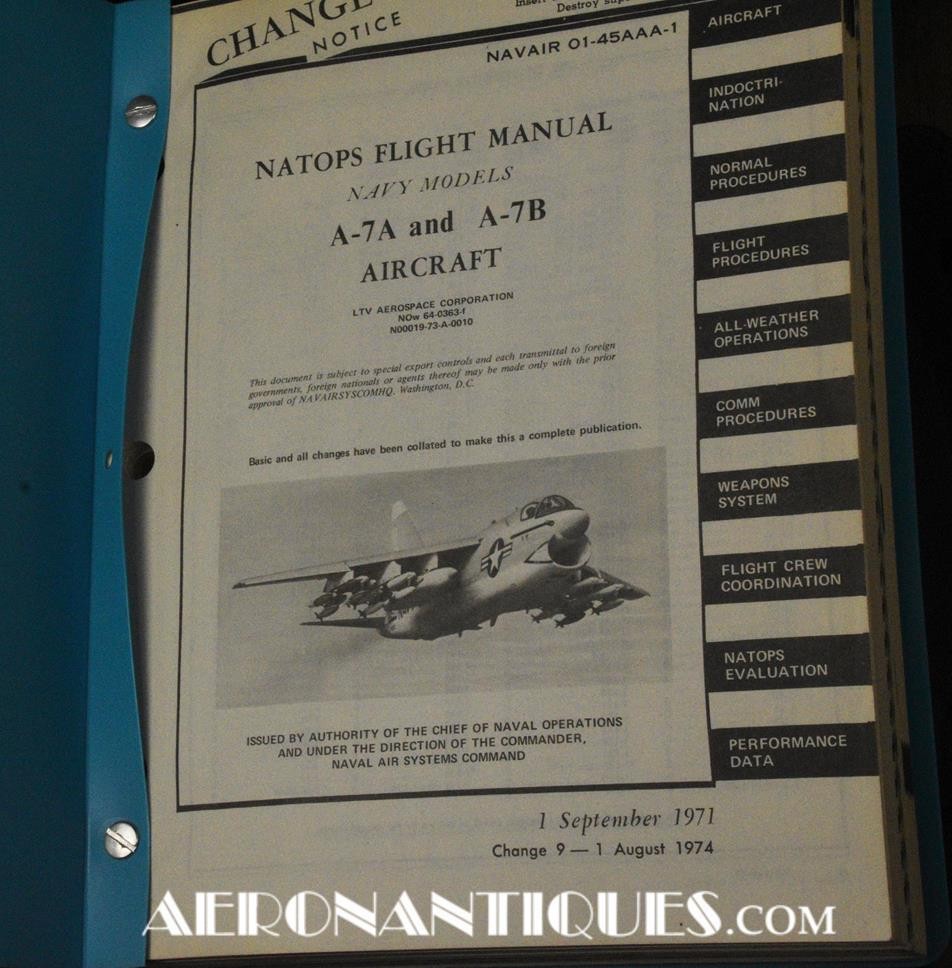 CHANGE
NOTICE
Insert
Destroy
NAVAIR 01-45AAA-1
NATOPS FLIGHT MANUAL
NAVY MODELS
A-7A and A-7B
AIRCRAFT
LTV AEROSPACE CORPORATION
NOw 64-0363-f
N00019-73-A-0010
This document is subject to special export controls and each transmittal to foreign
governments, foreign nationals or agents thereof may be made only with the prior
approval of NAVAIRSYSCOMHQ, Washington, D.C.
Basic and all changes have been collated to make this a complete publication.
ISSUED BY AUTHORITY OF THE CHIEF OF NAVAL OPERATIONS
AND UNDER THE DIRECTION OF THE COMMANDER,
NAVAL AIR SYSTEMS COMMAND
1 September 1971
Change 9 — 1 August 1974
AIRCRAFT
INDOCTRI-
NATION
NORMAL
PROCEDURES
FLIGHT
PROCEDURES
ALL-WEATHER
OPERATIONS
COMM
PROCEDURES
WEAPONS
SYSTEM
FLIGHT CREW
COORDINATION
NATOPS
EVALUATION
PERFORMANCE
DATA
AERONANTIQUES.COM